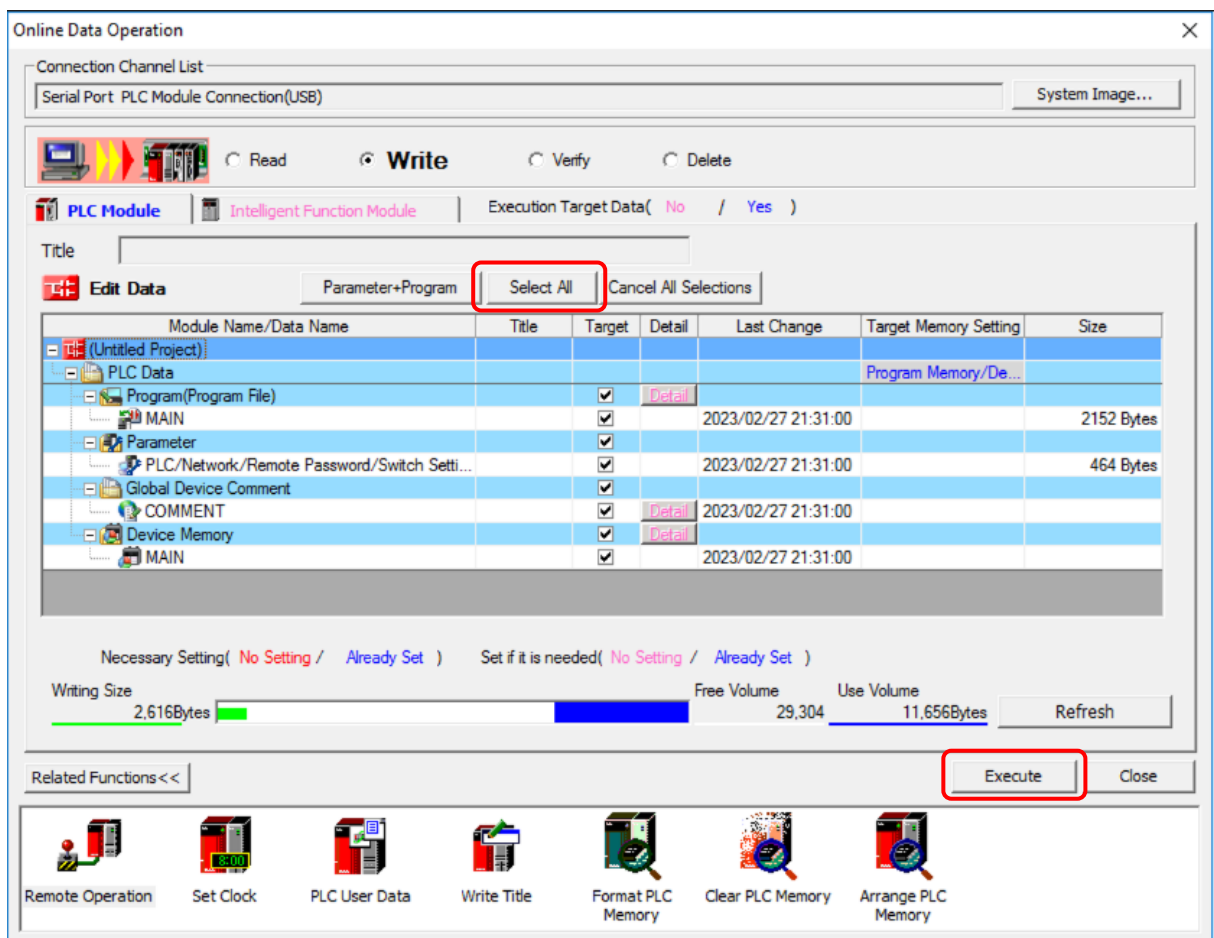 Online Data Operation
Connection Channel List
Serial Port PLC Module Connection(USB)
System Image...
Read
Write
Verify
Delete
PLC Module
Intelligent Function Module
Execution Target Data( No / Yes )
Title
Edit Data
Parameter+Program
Select All
Cancel All Selections
Module Name/Data Name Title Target Detail Last Change Target Memory Setting Size
(Untitled Project)
PLC Data Program Memory/De...
Program(Program File) Detail
MAIN 2023/02/27 21:31:00 2152 Bytes
Parameter
PLC/Network/Remote Password/Switch Setti... 2023/02/27 21:31:00 464 Bytes
Global Device Comment
COMMENT Detail 2023/02/27 21:31:00
Device Memory Detail
MAIN 2023/02/27 21:31:00
Necessary Setting( No Setting / Already Set ) Set if it is needed( No Setting / Already Set )
Writing Size Free Volume Use Volume
2,616Bytes 29,304 11,656Bytes Refresh
Related Functions<<
Execute
Close
8:00
Remote Operation
Set Clock
PLC User Data
Write Title
Format PLC
Memory
Clear PLC Memory
Arrange PLC
Memory